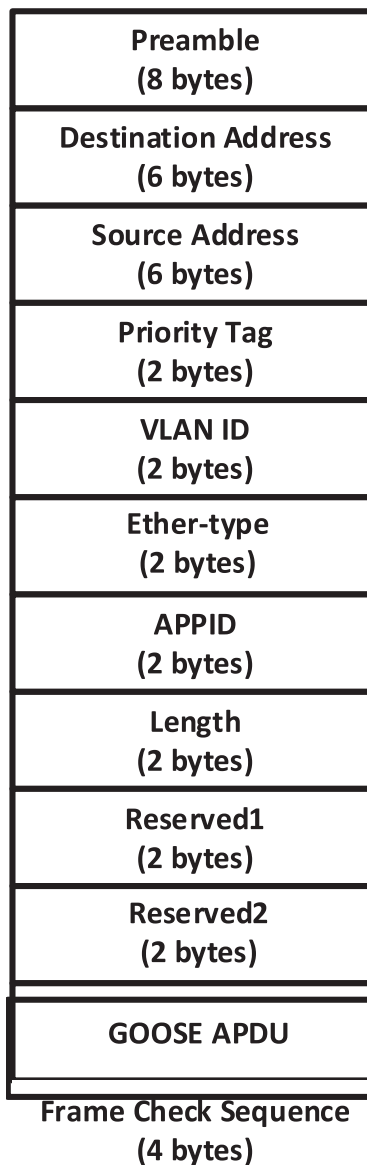 Preamble
(8 bytes)
Destination Address
(6 bytes)
Source Address
(6 bytes)
Priority Tag
(2 bytes)
VLAN ID
(2 bytes)
Ether-type
(2 bytes)
APPID
(2 bytes)
Length
(2 bytes)
Reserved1
(2 bytes)
Reserved2
(2 bytes)
GOOSE APDU
Frame Check Sequence
(4 bytes)